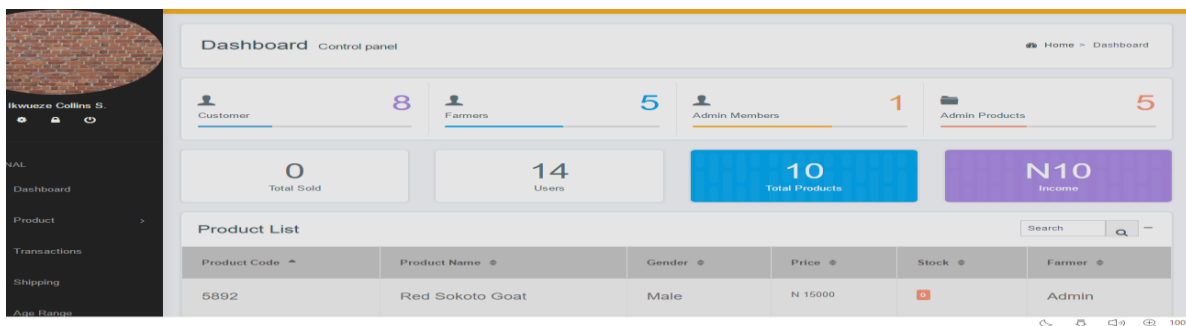 Dashboard Control panel
Home > Dashboard
Ikwueze Collins S.
8
Customer
5
Farmers
1
Admin Members
5
Admin Products
NAL
Dashboard
Product >
Transactions
Shipping
Age Range
0
Total Sold
14
Users
10
Total Products
N10
Income
Product List
Search
Product Code Product Name Gender Price Stock Farmer
5892 Red Sokoto Goat Male N 15000 0 Admin
100